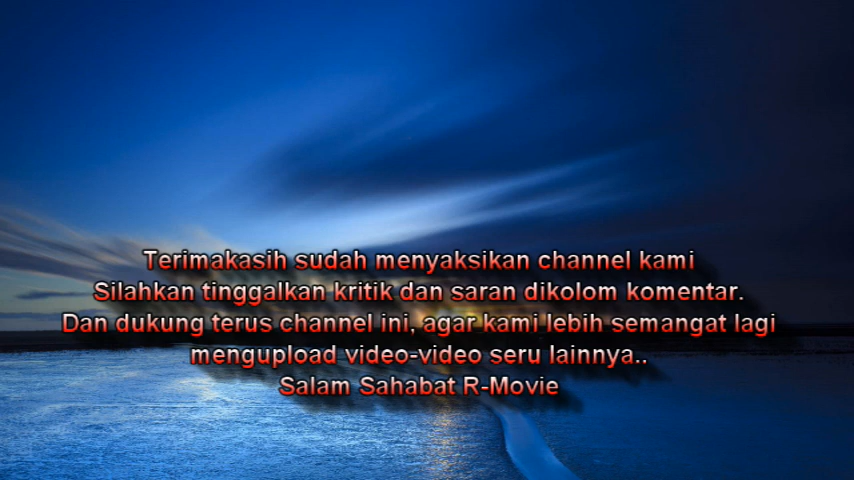 Terimakasih sudah menyaksikan channel kami
Silahkan tinggalkan kritik dan saran dikolom komentar.
Dan dukung terus channel ini, agar kami lebih semangat lagi
mengupload video-video seru lainnya..
Salam Sahabat R-Movie